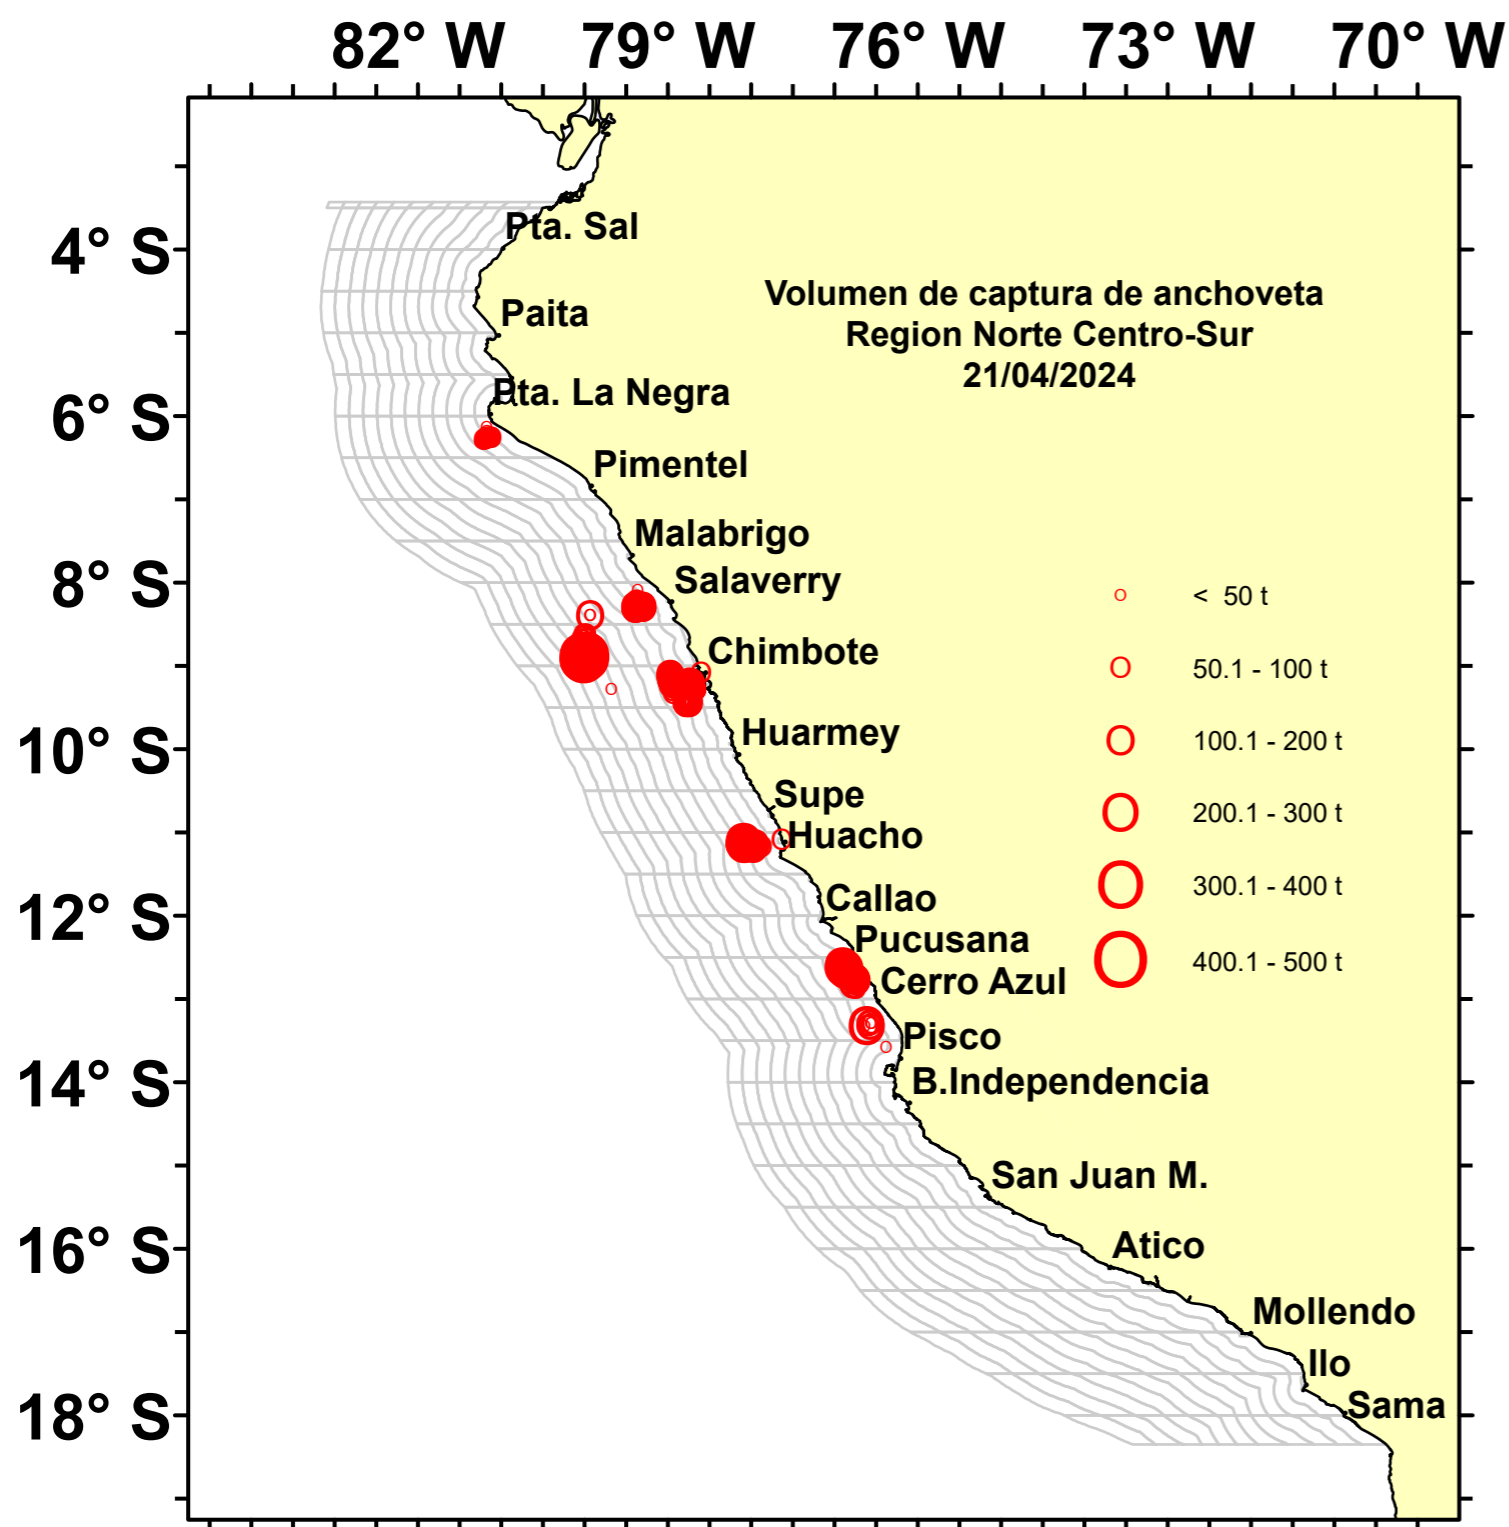 82° W 79° W 76° W 73° W 70° W
4° S
6° S
8° S
10° S
12° S
14° S
16° S
18° S
Volumen de captura de anchoveta
Region Norte Centro-Sur
21/04/2024
Pta. Sal
Paita
Pta. La Negra
Pimentel
Malabrigo
Salaverry
Chimbote
Huarmey
Supe
Huacho
Callao
Pucusana
Cerro Azul
Pisco
B.Independencia
San Juan M.
Atico
Mollendo
Ilo
Sama
< 50 t
50.1 - 100 t
100.1 - 200 t
200.1 - 300 t
300.1 - 400 t
400.1 - 500 t